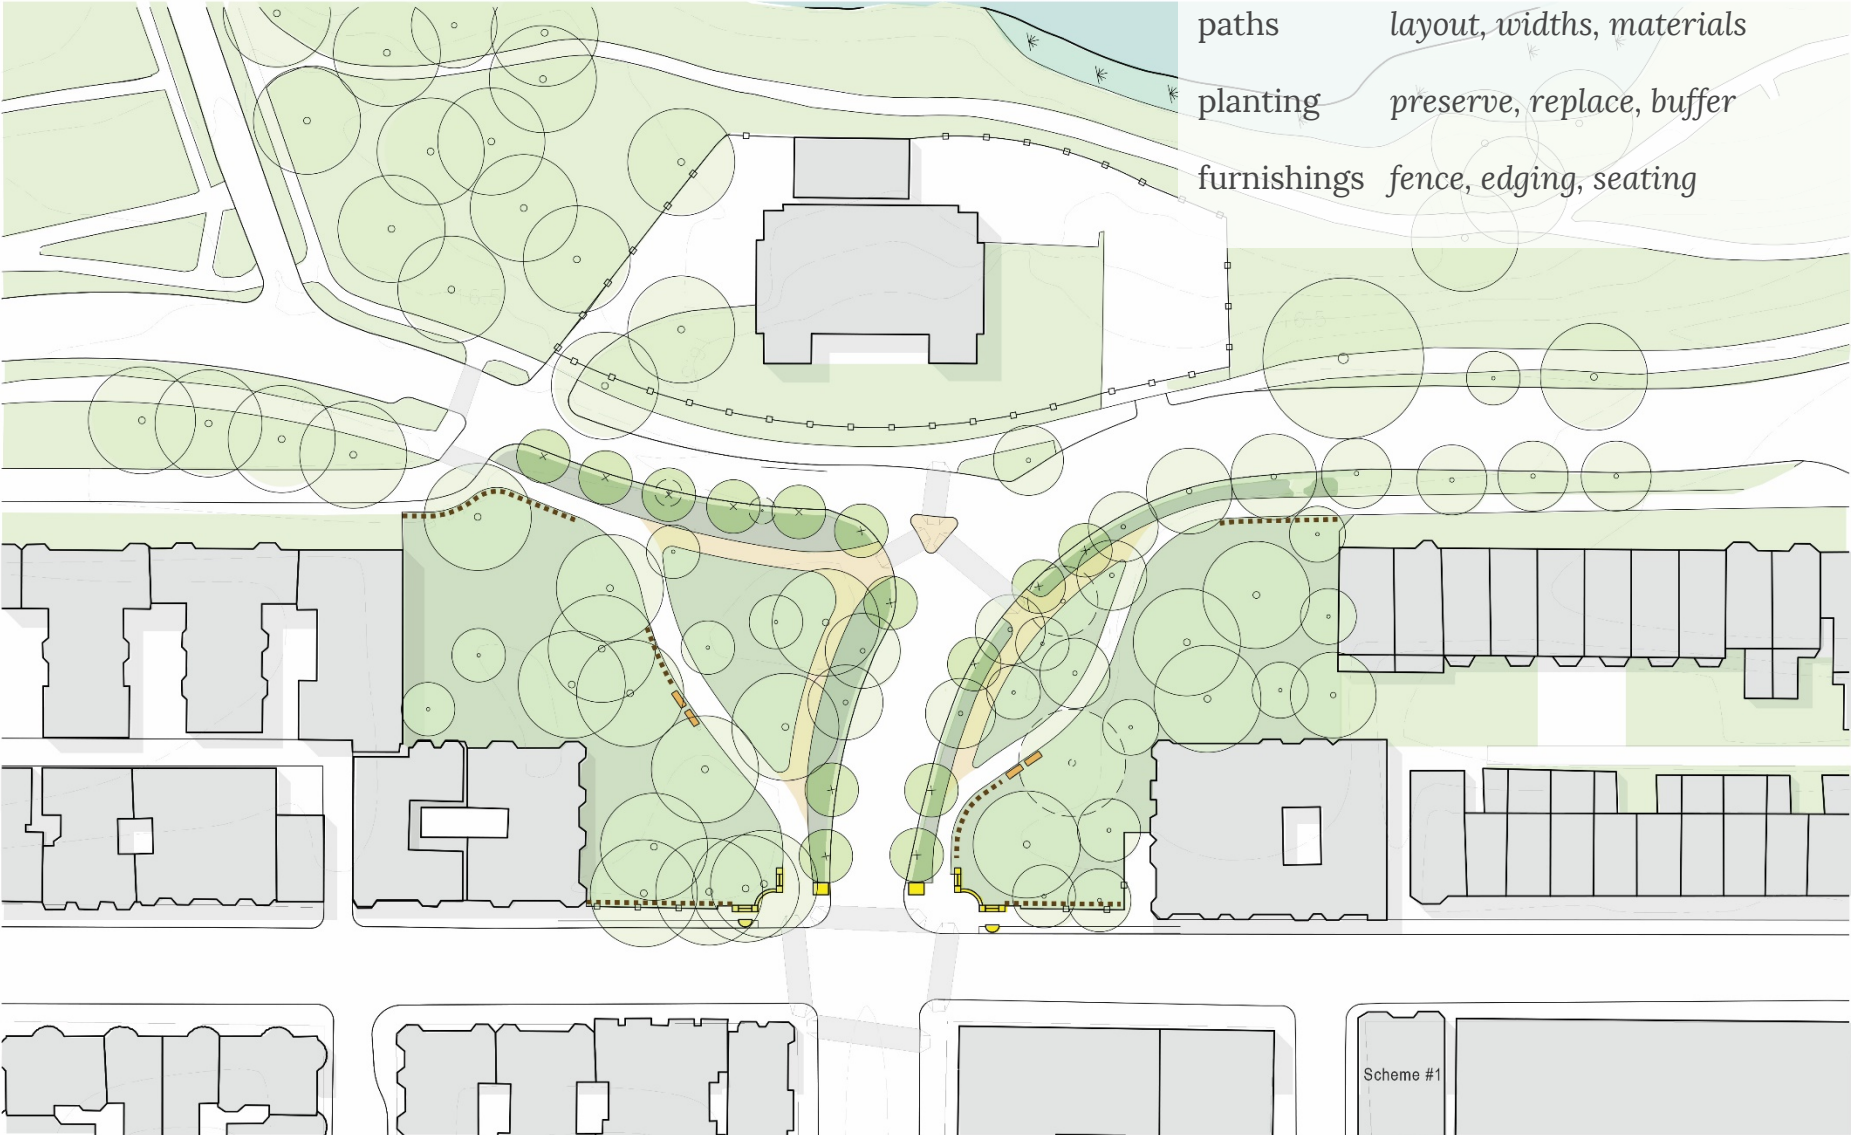 paths layout, widths, materials
planting preserve, replace, buffer
furnishings fence, edging, seating
Scheme #1